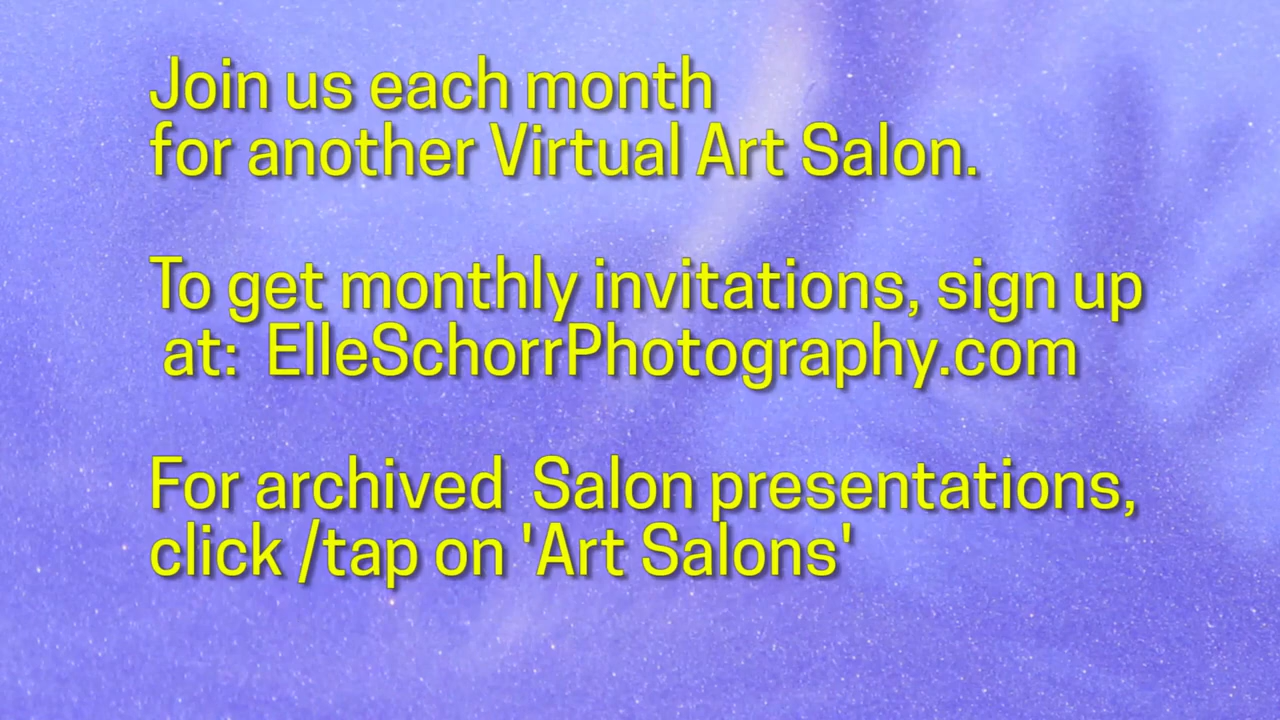 Join us each month
for another Virtual Art Salon.
To get monthly invitations, sign up
at: ElleSchorrPhotography.com
For archived Salon presentations,
click /tap on 'Art Salons'